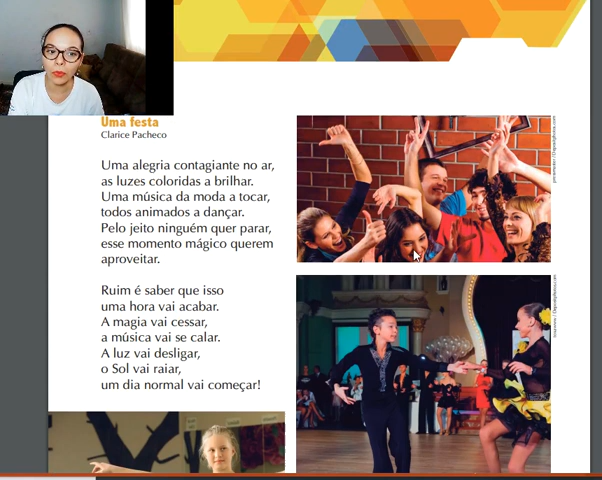 Uma festa
Clarice Pacheco
Uma alegria contagiante no ar,
as luzes coloridas a brilhar.
Uma música da moda a tocar,
todos animados a dançar.
Pelo jeito ninguém quer parar,
esse momento mágico querem
aproveitar.
Ruim é saber que isso
uma hora vai acabar.
A magia vai cessar,
a música vai se calar.
A luz vai desligar,
o Sol vai raiar,
um dia normal vai começar!